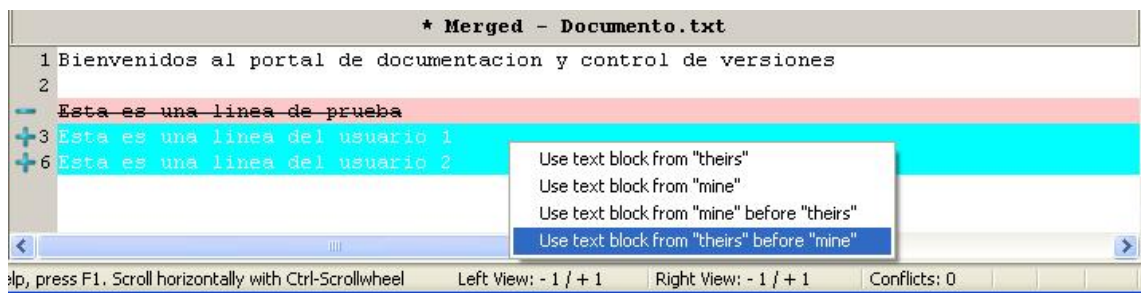 * Merged - Documento.txt
1 Bienvenidos al portal de documentacion y control de versiones
2
Esta es una linea de prueba
3 Esta es una linea del usuario 1
6 Esta es una linea del usuario 2
Use text block from "theirs"
Use text block from "mine"
Use text block from "mine" before "theirs"
Use text block from "theirs" before "mine"
elp, press F1. Scroll horizontally with Ctrl-Scrollwheel Left View: - 1 / + 1 Right View: - 1 / + 1 Conflicts: 0